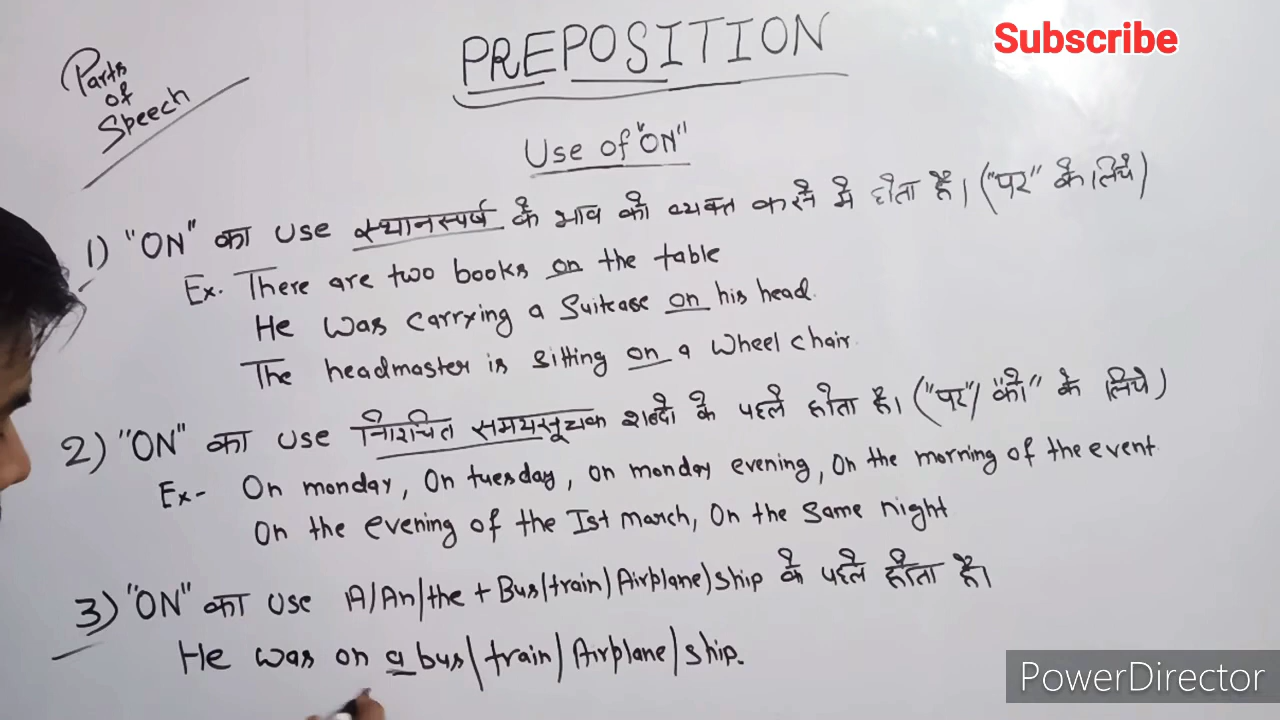 Parts
of
Speech
PREPOSITION
Subscribe
Use of "ON"
1) "ON" का use स्थानस्पर्ष के भाव को व्यक्त करने मे होता है। ("पर" के लिये)
Ex. There are two books on the table
He was carrying a suitcase on his head.
The headmaster is sitting on a wheel chair.
2) "ON" का use निश्चित समयसूचक शब्दो के पहले होता है। ("पर"/"को" के लिये)
Ex- On monday, On tuesday, on monday evening, On the morning of the event.
On the evening of the Ist march, On the same night
3) "ON" का use A/An/the + Bus/train/Airplane/ship के पहले होता है।
He was on a bus/train/Airplane/ship.
PowerDirector